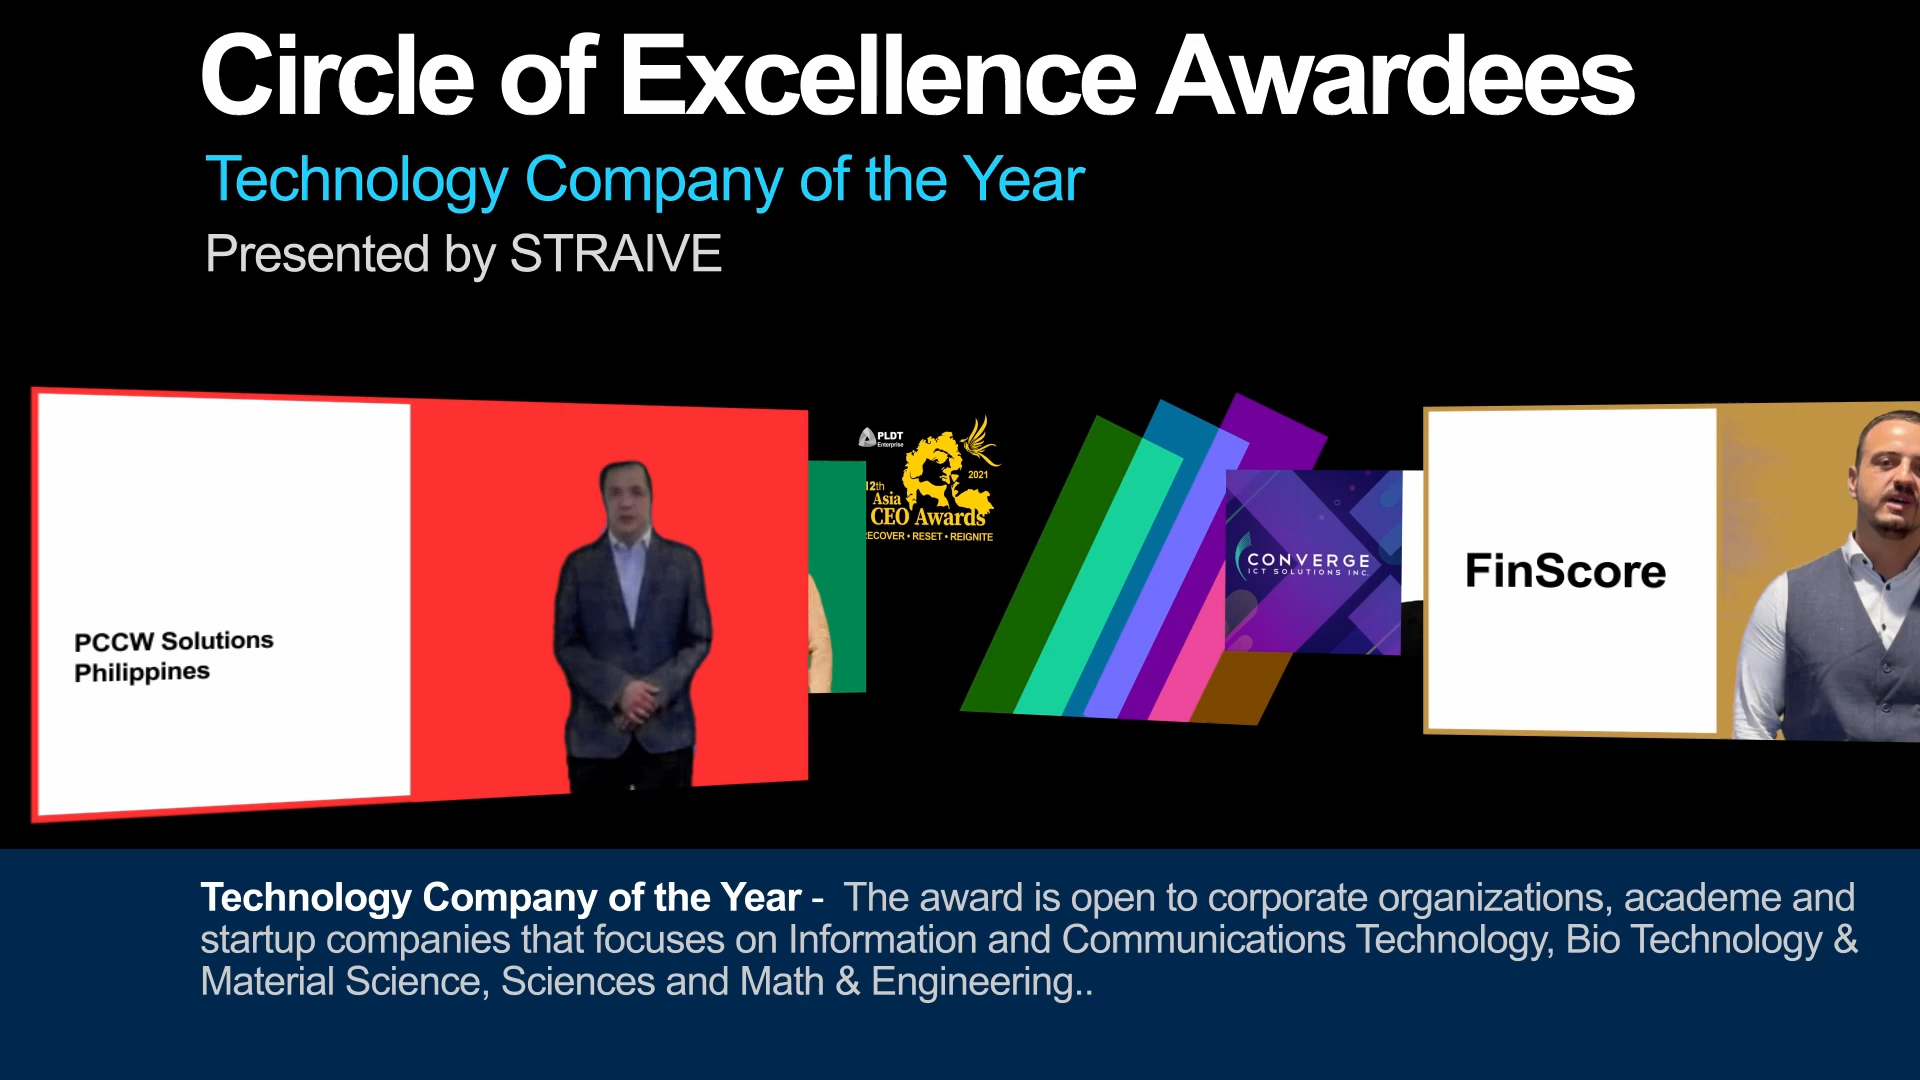 Circle of Excellence Awardees
Technology Company of the Year
Presented by STRAIVE
PLDT
Enterprise
2021
12th
Asia
CEO Awards
RECOVER • RESET • REIGNITE
CONVERGE
ICT SOLUTIONS INC.
FinScore
PCCW Solutions
Philippines
Technology Company of the Year - The award is open to corporate organizations, academe and
startup companies that focuses on Information and Communications Technology, Bio Technology &
Material Science, Sciences and Math & Engineering..